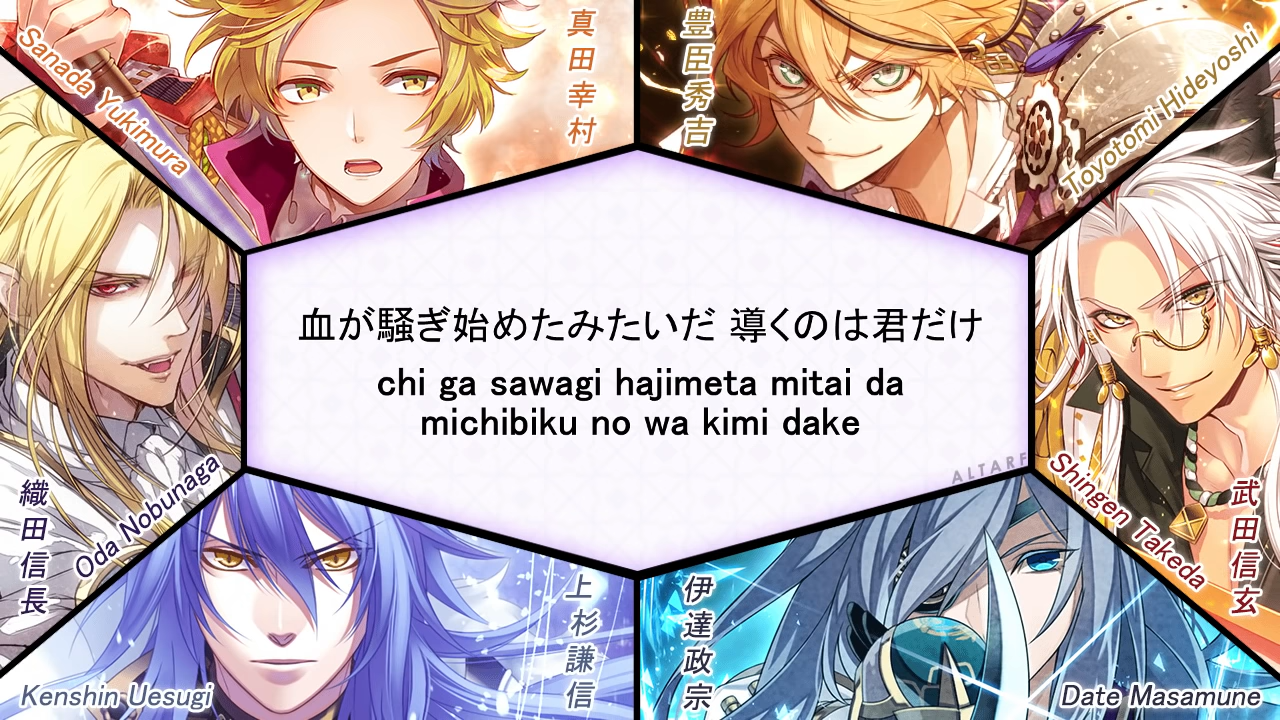 真田幸村
Sanada Yukimura
豊臣秀吉
Toyotomi Hideyoshi
血が騒ぎ始めたみたいだ 導くのは君だけ
chi ga sawagi hajimeta mitai da
michibiku no wa kimi dake
ALTARF
織田信長
Oda Nobunaga
武田信玄
Shingen Takeda
上杉謙信
Kenshin Uesugi
伊達政宗
Date Masamune